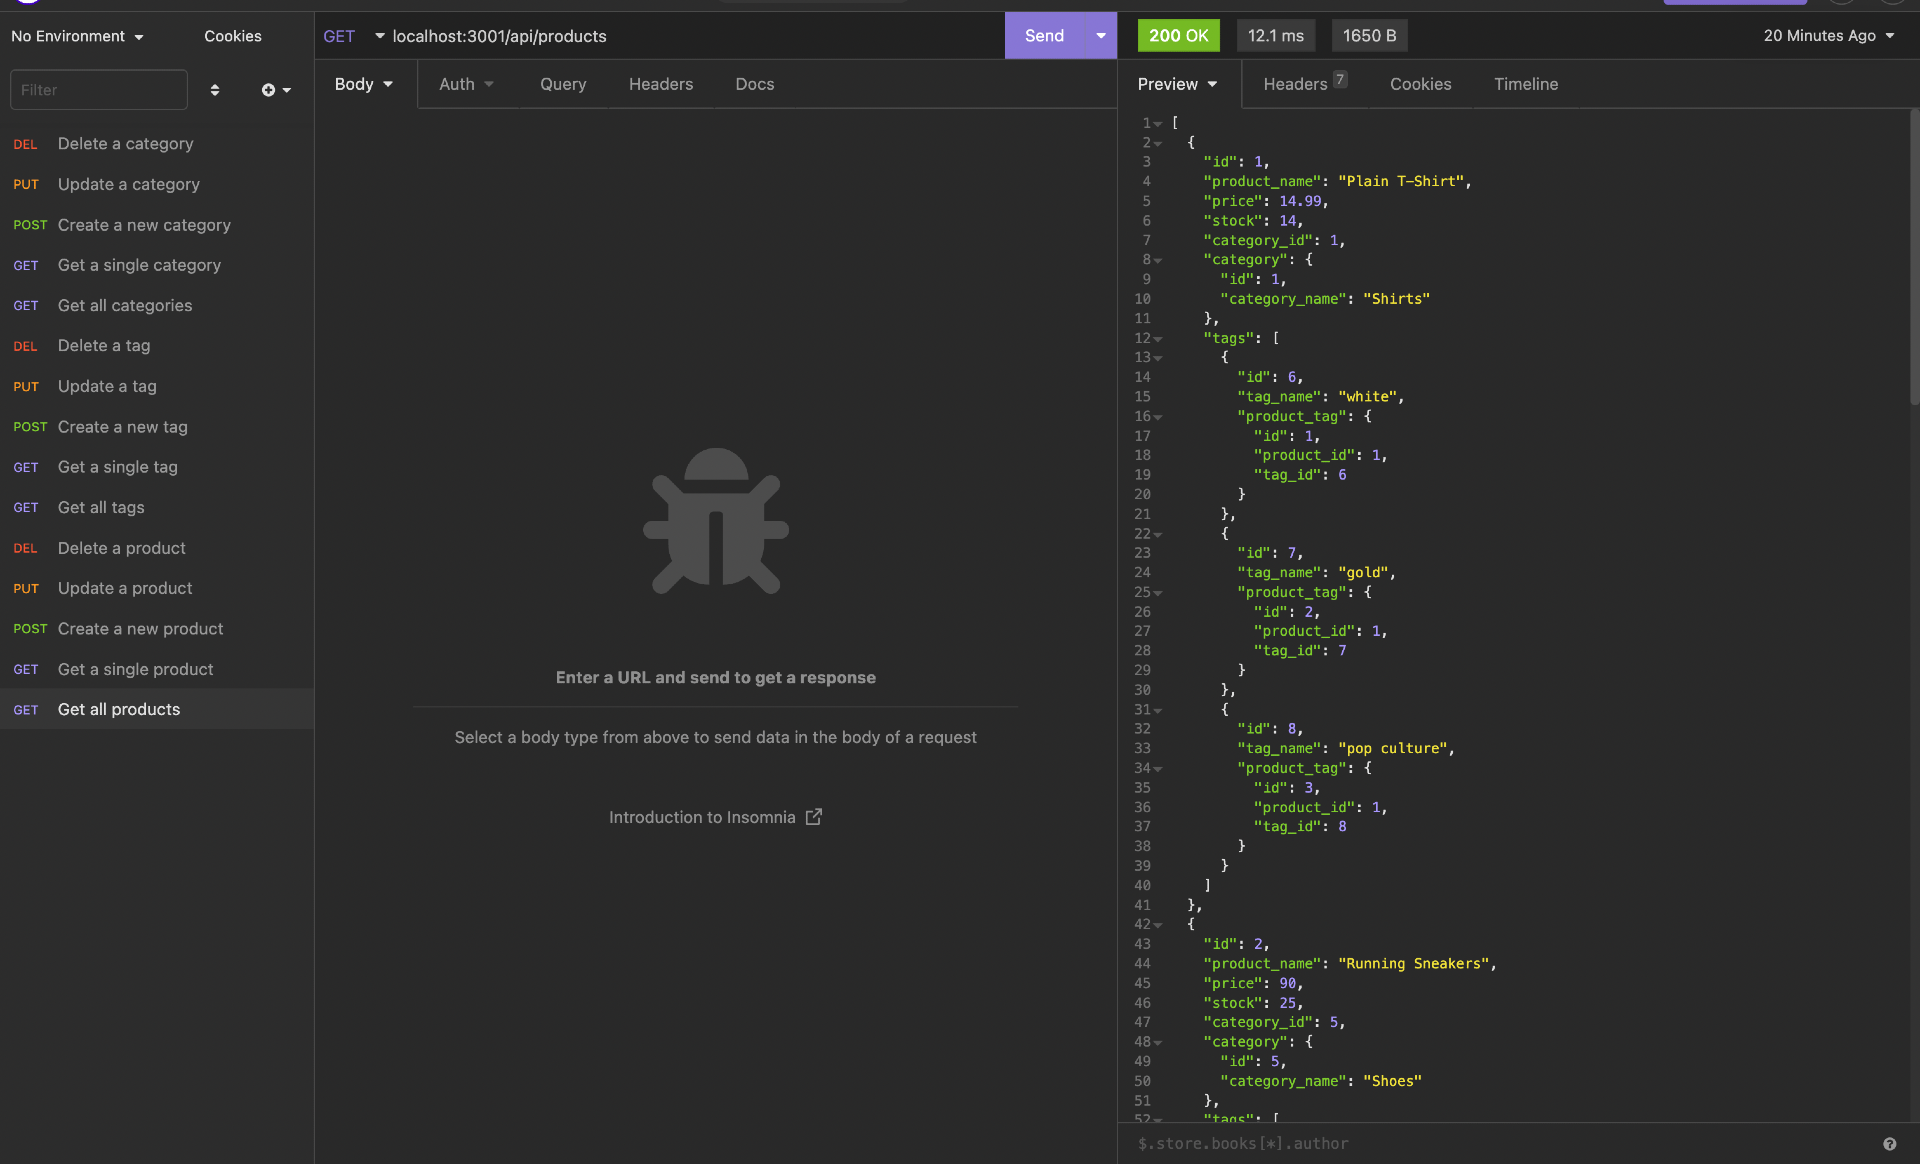 No Environment
Cookies
Filter
DEL Delete a category
PUT Update a category
POST Create a new category
GET Get a single category
GET Get all categories
DEL Delete a tag
PUT Update a tag
POST Create a new tag
GET Get a single tag
GET Get all tags
DEL Delete a product
PUT Update a product
POST Create a new product
GET Get a single product
GET Get all products
GET localhost:3001/api/products
Send
Body Auth Query Headers Docs
Enter a URL and send to get a response
Select a body type from above to send data in the body of a request
Introduction to Insomnia
200 OK 12.1 ms 1650 B 20 Minutes Ago
Preview Headers 7 Cookies Timeline
1 [
2 {
3 "id": 1,
4 "product_name": "Plain T-Shirt",
5 "price": 14.99,
6 "stock": 14,
7 "category_id": 1,
8 "category": {
9 "id": 1,
10 "category_name": "Shirts"
11 },
12 "tags": [
13 {
14 "id": 6,
15 "tag_name": "white",
16 "product_tag": {
17 "id": 1,
18 "product_id": 1,
19 "tag_id": 6
20 }
21 },
22 {
23 "id": 7,
24 "tag_name": "gold",
25 "product_tag": {
26 "id": 2,
27 "product_id": 1,
28 "tag_id": 7
29 }
30 },
31 {
32 "id": 8,
33 "tag_name": "pop culture",
34 "product_tag": {
35 "id": 3,
36 "product_id": 1,
37 "tag_id": 8
38 }
39 }
40 ]
41 },
42 {
43 "id": 2,
44 "product_name": "Running Sneakers",
45 "price": 90,
46 "stock": 25,
47 "category_id": 5,
48 "category": {
49 "id": 5,
50 "category_name": "Shoes"
51 },
52 "tags": [
$.store.books[*].author